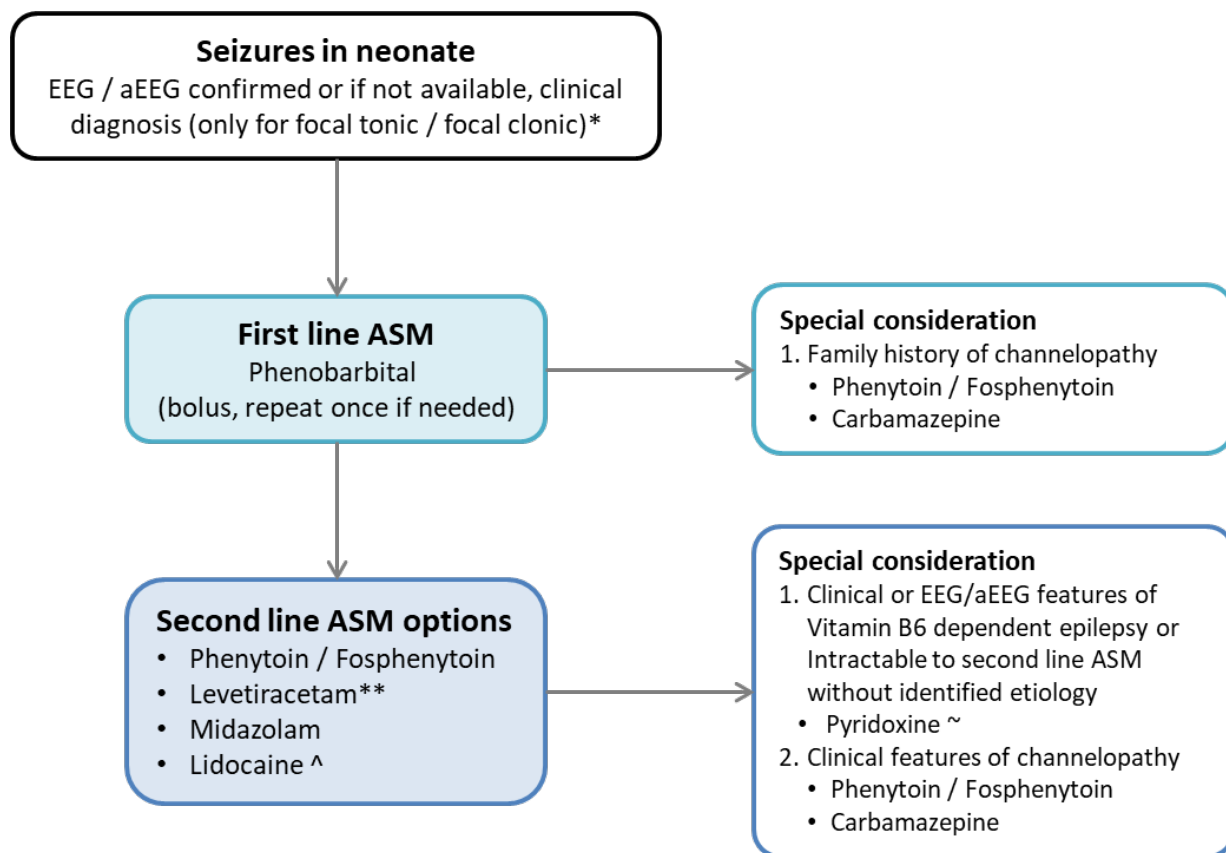 Seizures in neonate
EEG / aEEG confirmed or if not available, clinical
diagnosis (only for focal tonic / focal clonic)*
First line ASM
Phenobarbital
(bolus, repeat once if needed)
Special consideration
1. Family history of channelopathy
• Phenytoin / Fosphenytoin
• Carbamazepine
Second line ASM options
• Phenytoin / Fosphenytoin
• Levetiracetam**
• Midazolam
• Lidocaine ^
Special consideration
1. Clinical or EEG/aEEG features of
Vitamin B6 dependent epilepsy or
Intractable to second line ASM
without identified etiology
• Pyridoxine ~
2. Clinical features of channelopathy
• Phenytoin / Fosphenytoin
• Carbamazepine